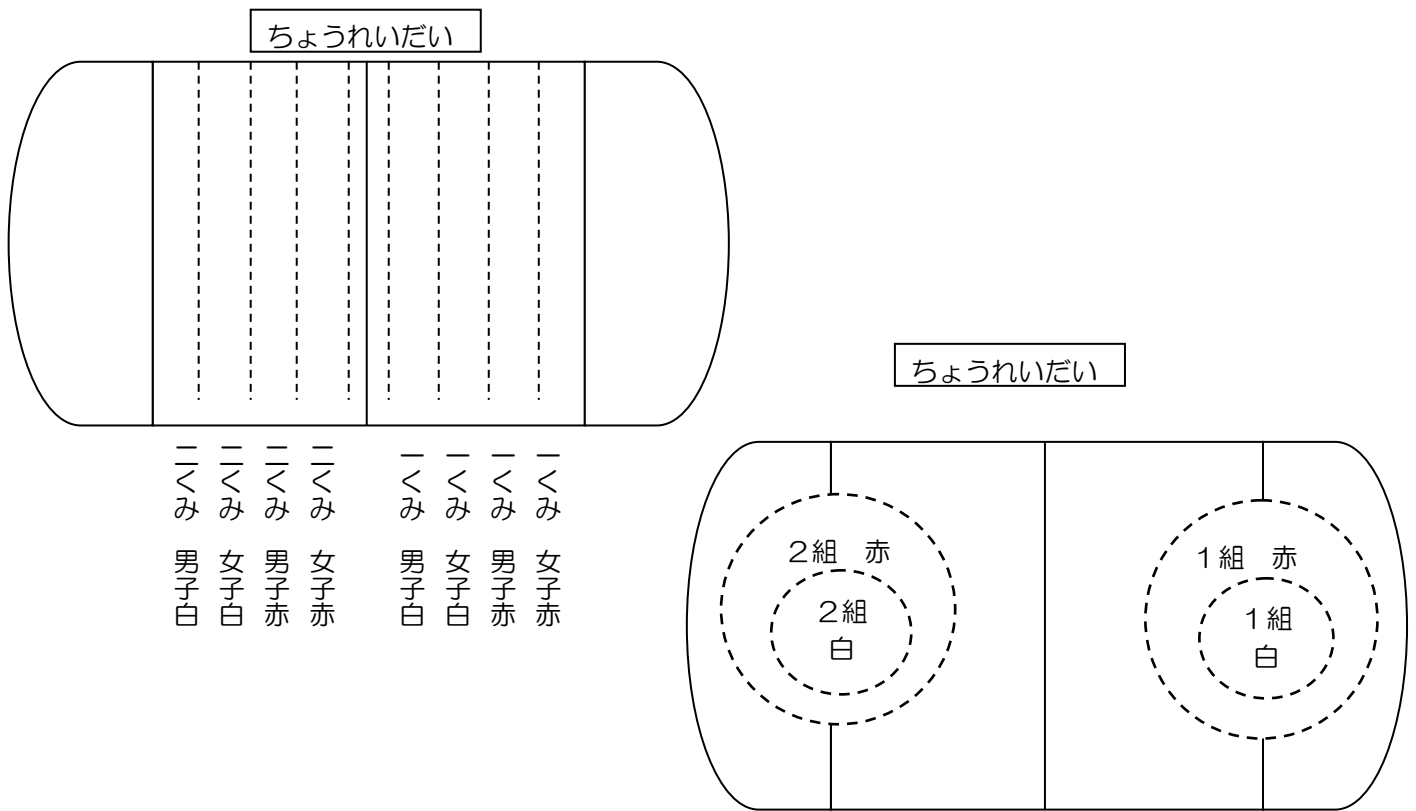 ちょうれいだい
一くみ 女子赤
一くみ 男子赤
一くみ 女子白
一くみ 男子白
二くみ 女子赤
二くみ 男子赤
二くみ 女子白
二くみ 男子白
ちょうれいだい
2組 赤
2組
白
1組 赤
1組
白